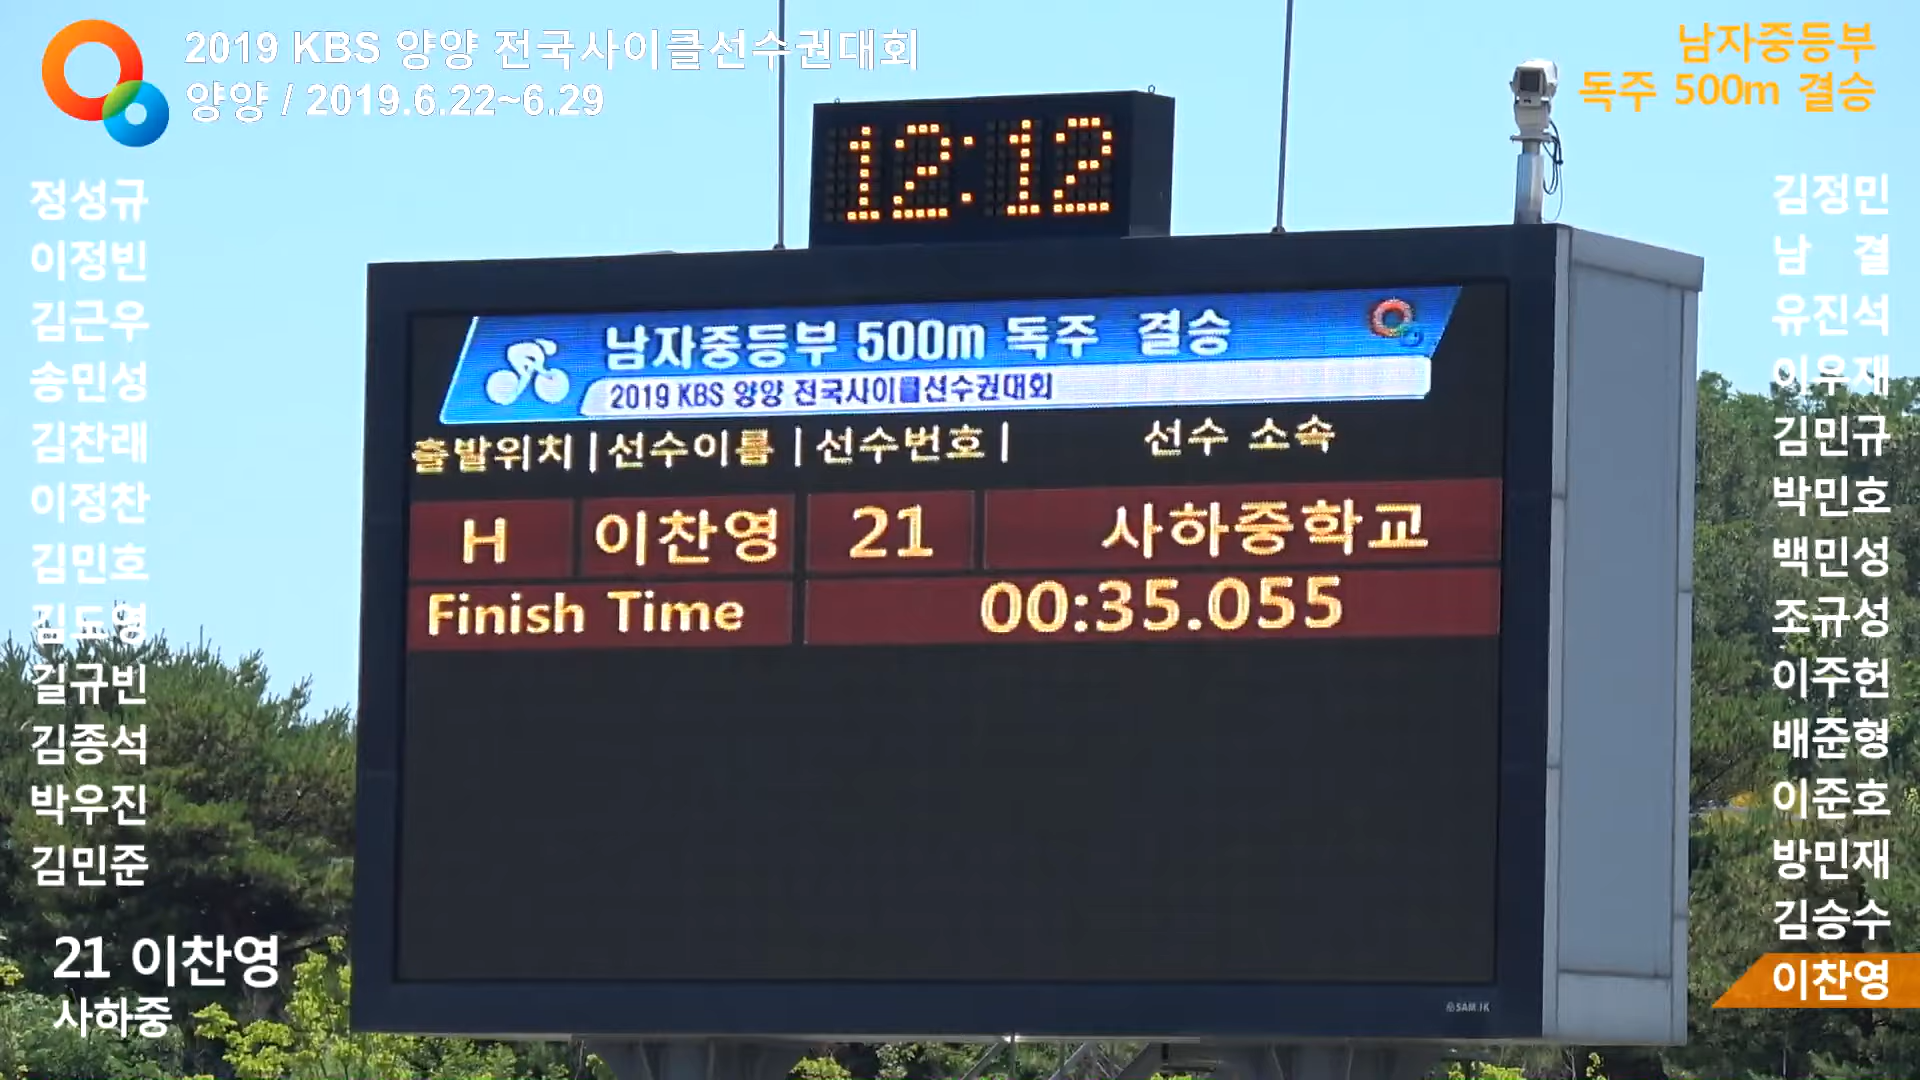 2019 KBS 양양 전국사이클선수권대회
양양 / 2019.6.22~6.29
남자중등부
독주 500m 결승
12:12
남자중등부 500m 독주 결승
2019 KBS 양양 전국사이클선수권대회
출발위치 | 선수이름 | 선수번호 | 선수 소속
H 이찬영 21 사하중학교
Finish Time 00:35.055
정성규
이정빈
김근우
송민성
김찬래
이정찬
김민호
김도영
길규빈
김종석
박우진
김민준
21 이찬영
사하중
김정민
남 결
유진석
이우재
김민규
박민호
백민성
조규성
이주헌
배준형
이준호
방민재
김승수
이찬영